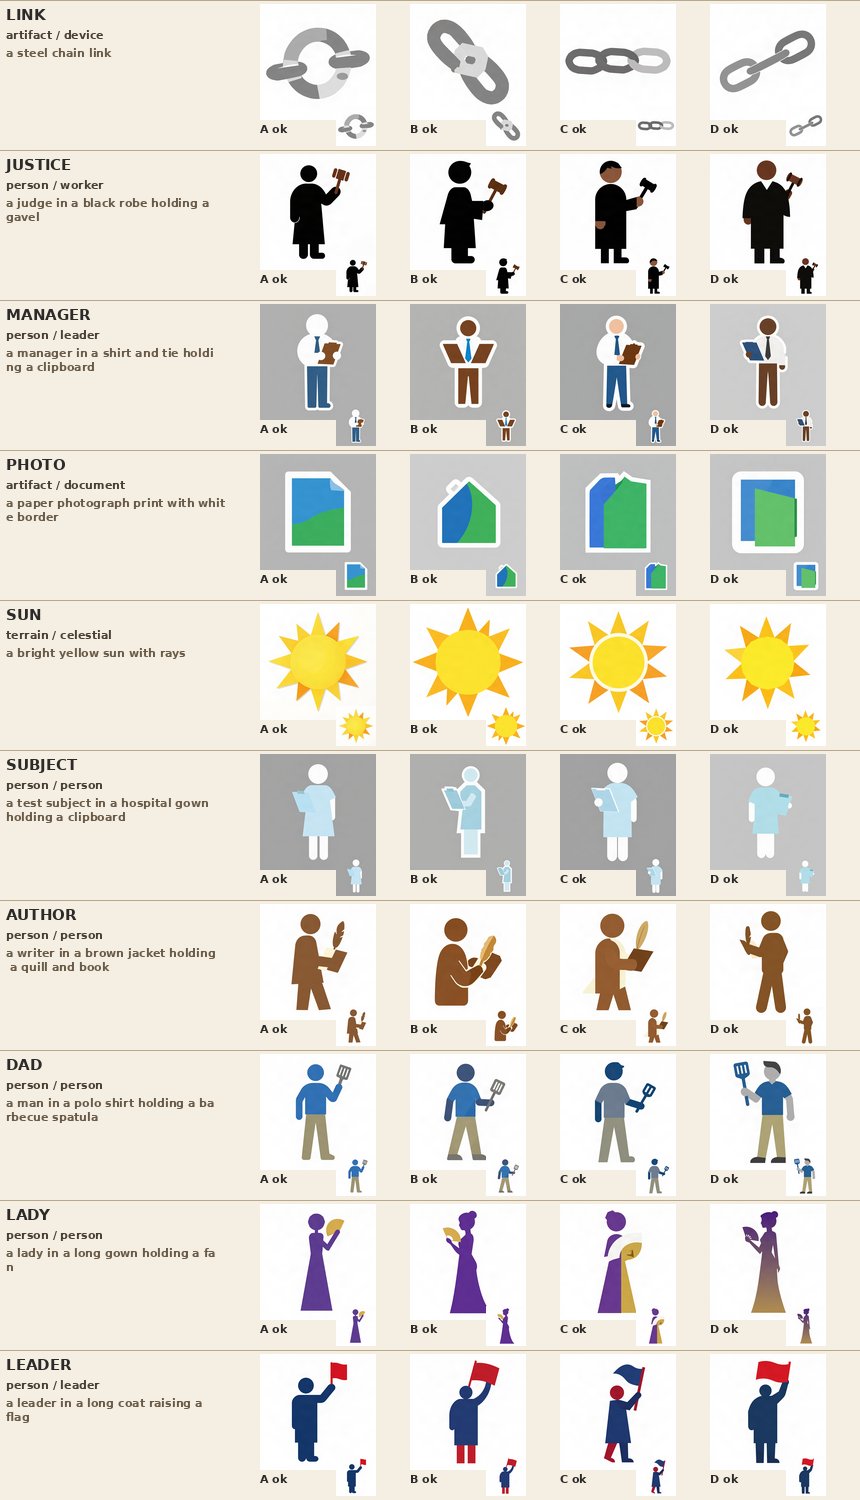 LINK
artifact / device
a steel chain link
A ok
B ok
C ok
D ok
JUSTICE
person / worker
a judge in a black robe holding a
gavel
A ok
B ok
C ok
D ok
MANAGER
person / leader
a manager in a shirt and tie holdi
ng a clipboard
A ok
B ok
C ok
D ok
PHOTO
artifact / document
a paper photograph print with whit
e border
A ok
B ok
C ok
D ok
SUN
terrain / celestial
a bright yellow sun with rays
A ok
B ok
C ok
D ok
SUBJECT
person / person
a test subject in a hospital gown
holding a clipboard
A ok
B ok
C ok
D ok
AUTHOR
person / person
a writer in a brown jacket holding
a quill and book
A ok
B ok
C ok
D ok
DAD
person / person
a man in a polo shirt holding a ba
rbecue spatula
A ok
B ok
C ok
D ok
LADY
person / person
a lady in a long gown holding a fa
n
A ok
B ok
C ok
D ok
LEADER
person / leader
a leader in a long coat raising a
flag
A ok
B ok
C ok
D ok